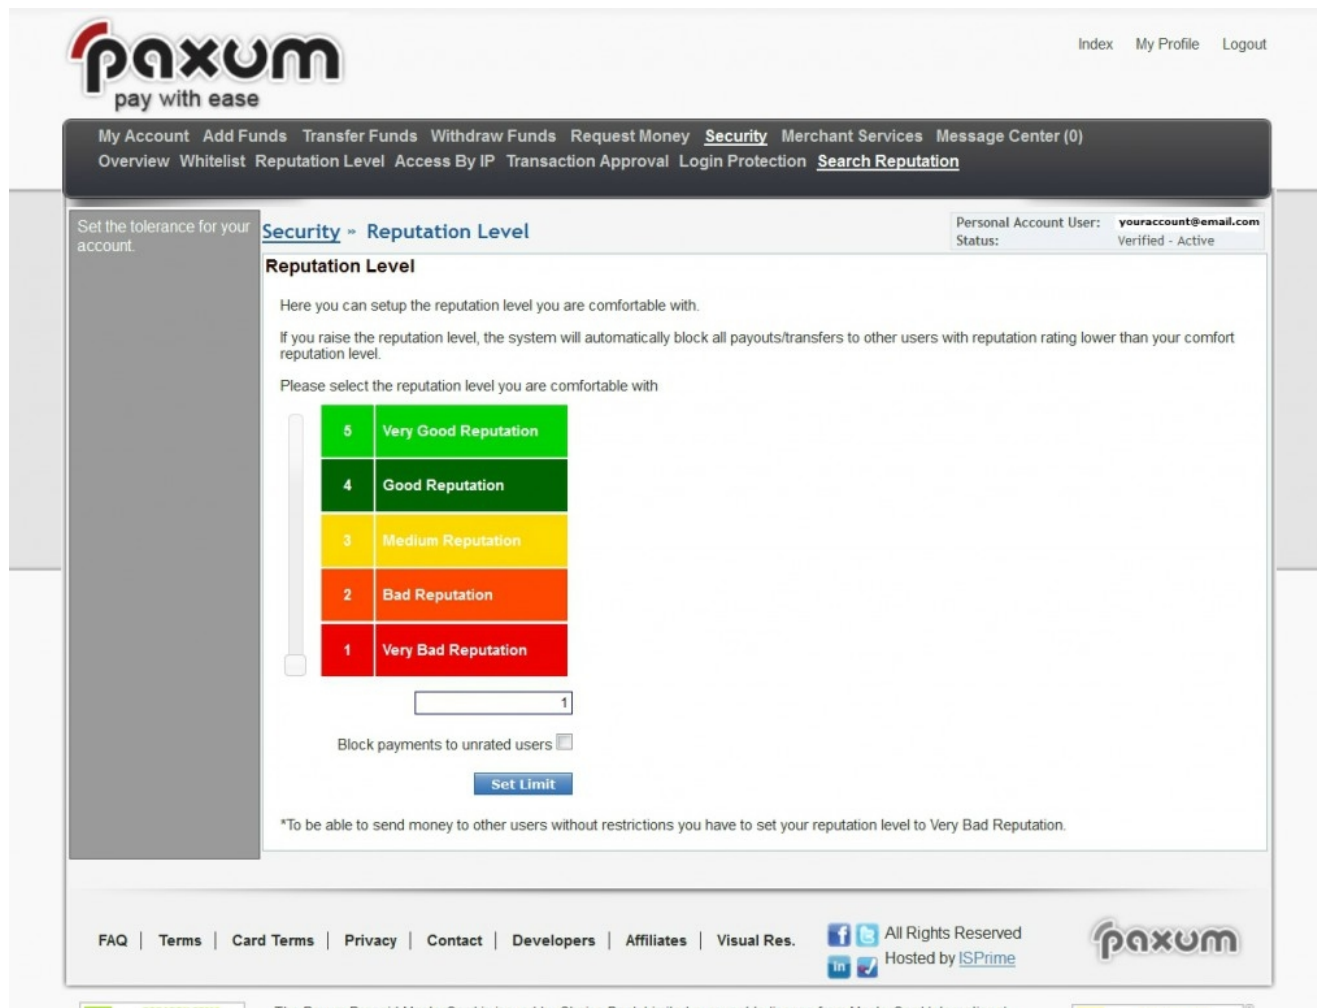 paxum
pay with ease
Index My Profile Logout
My Account Add Funds Transfer Funds Withdraw Funds Request Money Security Merchant Services Message Center (0)
Overview Whitelist Reputation Level Access By IP Transaction Approval Login Protection Search Reputation
Set the tolerance for your
account.
Security » Reputation Level
Personal Account User: youraccount@email.com
Status: Verified - Active
Reputation Level
Here you can setup the reputation level you are comfortable with.
If you raise the reputation level, the system will automatically block all payouts/transfers to other users with reputation rating lower than your comfort
reputation level.
Please select the reputation level you are comfortable with
5 Very Good Reputation
4 Good Reputation
3 Medium Reputation
2 Bad Reputation
1 Very Bad Reputation
1
Block payments to unrated users
Set Limit
*To be able to send money to other users without restrictions you have to set your reputation level to Very Bad Reputation.
FAQ | Terms | Card Terms | Privacy | Contact | Developers | Affiliates | Visual Res.
All Rights Reserved
Hosted by ISPrime
paxum